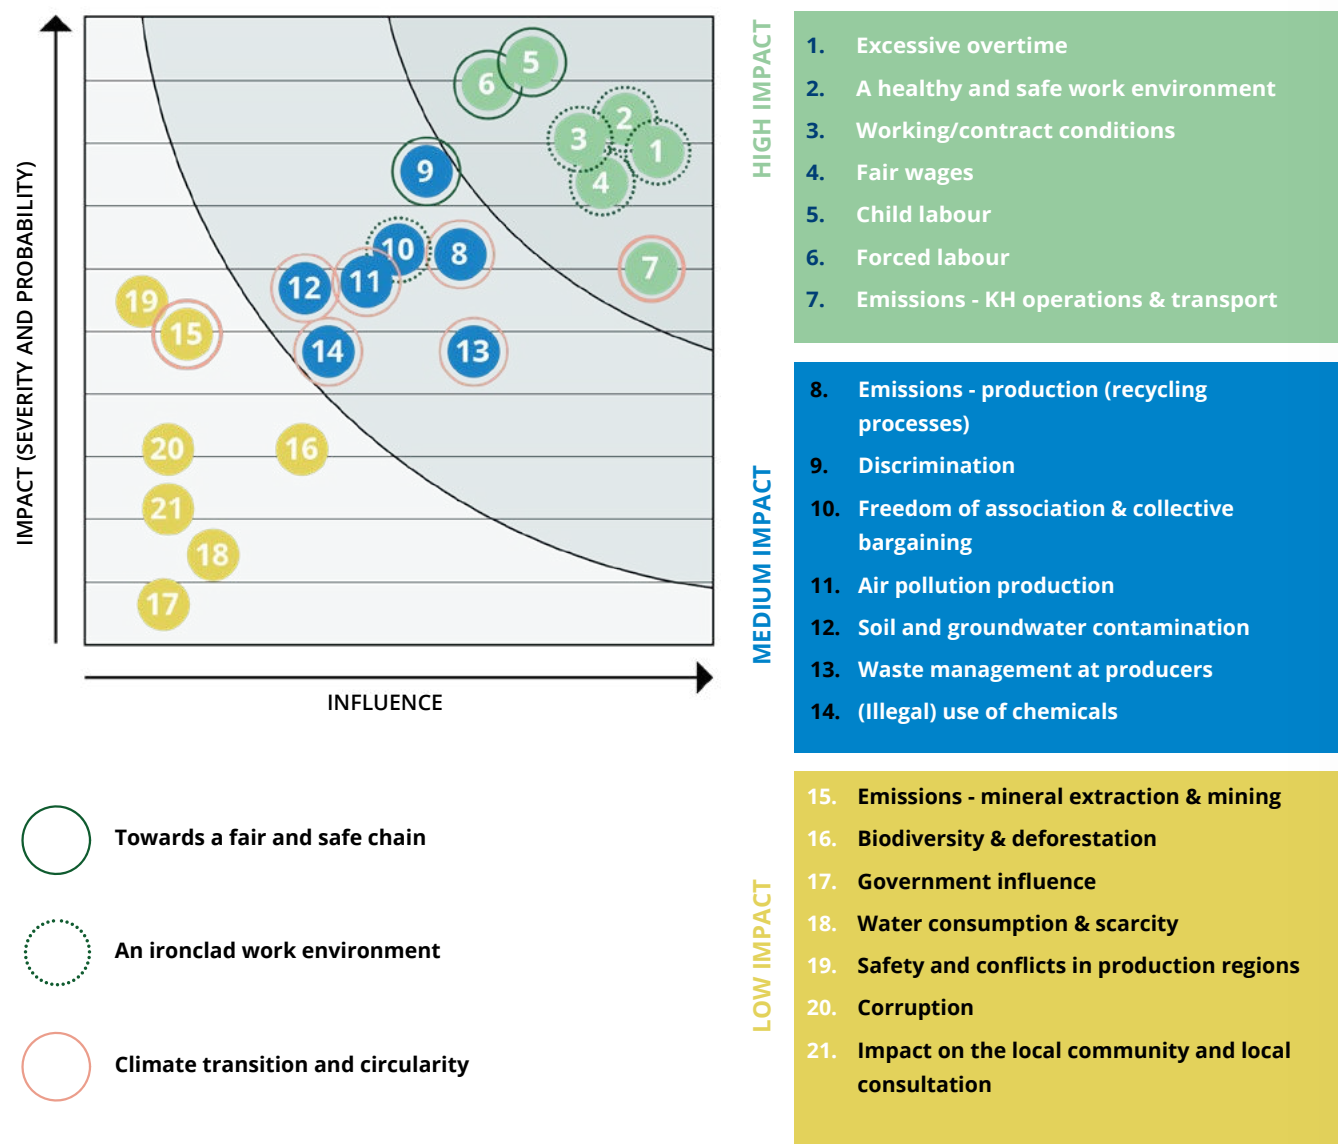 IMPACT (SEVERITY AND PROBABILITY)
5
6
2
3
1
4
9
10
8
7
12
11
19
15
14
13
20
16
21
18
17
INFLUENCE
Towards a fair and safe chain
An ironclad work environment
Climate transition and circularity
HIGH IMPACT
1. Excessive overtime
2. A healthy and safe work environment
3. Working/contract conditions
4. Fair wages
5. Child labour
6. Forced labour
7. Emissions - KH operations & transport
MEDIUM IMPACT
8. Emissions - production (recycling
processes)
9. Discrimination
10. Freedom of association & collective
bargaining
11. Air pollution production
12. Soil and groundwater contamination
13. Waste management at producers
14. (Illegal) use of chemicals
LOW IMPACT
15. Emissions - mineral extraction & mining
16. Biodiversity & deforestation
17. Government influence
18. Water consumption & scarcity
19. Safety and conflicts in production regions
20. Corruption
21. Impact on the local community and local
consultation